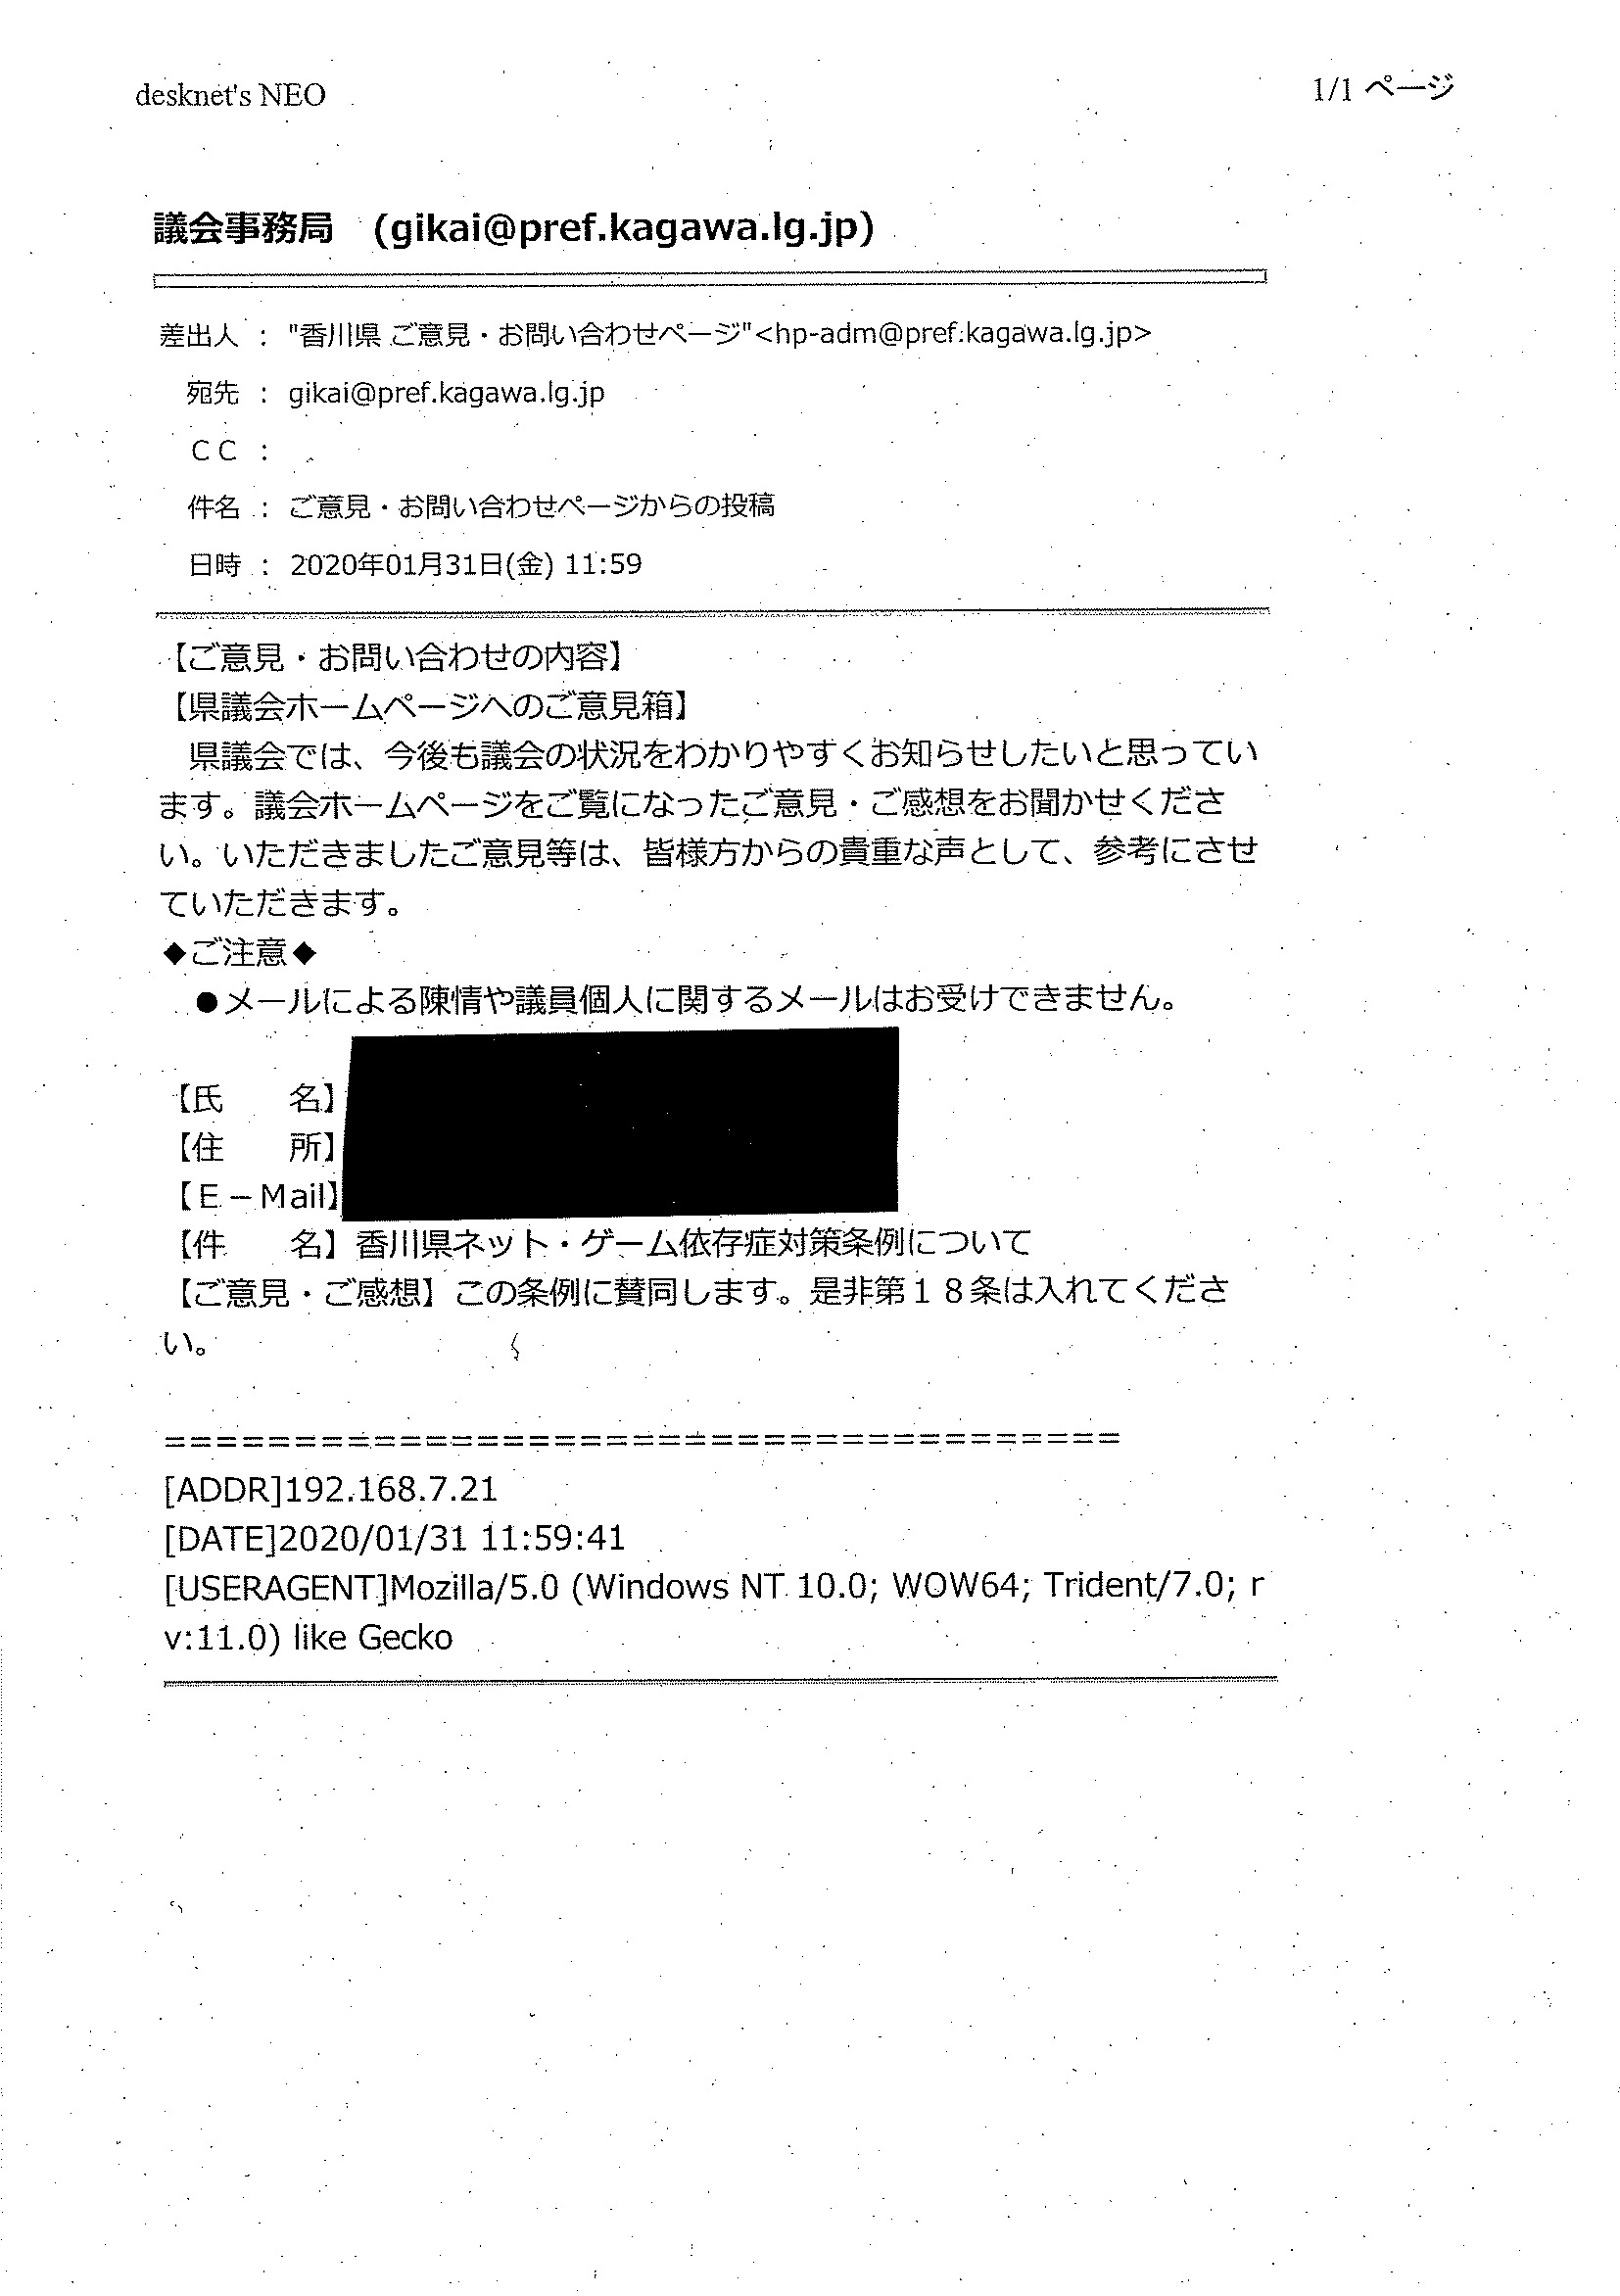 desknet's NEO
1/1 ページ
議会事務局　(gikai@pref.kagawa.lg.jp)
差出人 ： "香川県 ご意見・お問い合わせページ"<hp-adm@pref.kagawa.lg.jp>
宛先 ： gikai@pref.kagawa.lg.jp
ＣＣ ：
件名 ： ご意見・お問い合わせページからの投稿
日時 ： 2020年01月31日(金) 11:59
【ご意見・お問い合わせの内容】
【県議会ホームページへのご意見箱】
　県議会では、今後も議会の状況をわかりやすくお知らせしたいと思ってい
ます。議会ホームページをご覧になったご意見・ご感想をお聞かせくださ
い。いただきましたご意見等は、皆様方からの貴重な声として、参考にさせ
ていただきます。
◆ご注意◆
　●メールによる陳情や議員個人に関するメールはお受けできません。
【氏　　名】
【住　　所】
【Ｅ－Mail】
【件　　名】香川県ネット・ゲーム依存症対策条例について
【ご意見・ご感想】この条例に賛同します。是非第１８条は入れてくださ
い。
=====================================
[ADDR]192.168.7.21
[DATE]2020/01/31 11:59:41
[USERAGENT]Mozilla/5.0 (Windows NT 10.0; WOW64; Trident/7.0; r
v:11.0) like Gecko